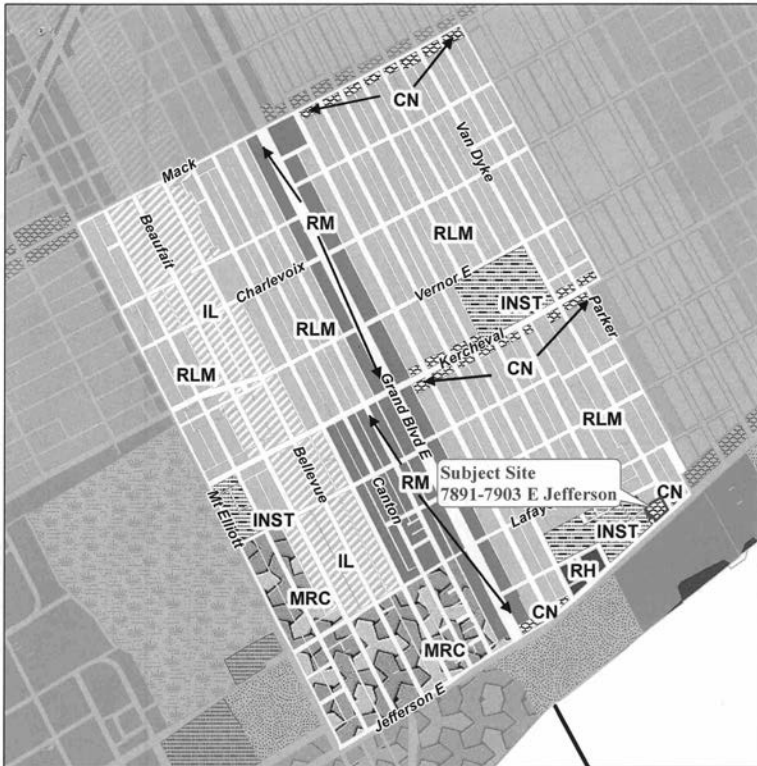 CN
Van Dyke
Mack
Beaufait
RM
RLM
Charlevoix
Vernor E
INST
IL
Parker
RLM
Kercheval
RLM
CN
Grand Blvd E
RLM
Bellevue
Subject Site
7891-7903 E Jefferson
CN
Canton
RM
Mt Elliott
INST
Lafay
INST
IL
RH
MRC
CN
MRC
Jefferson E